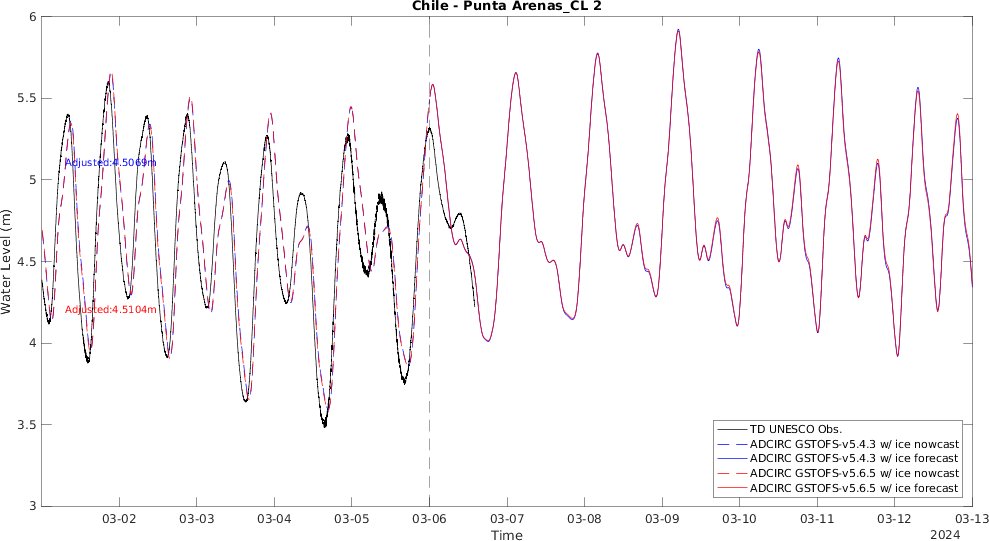 Chile - Punta Arenas_CL 2
6
5.5
5
4.5
4
3.5
3
Water Level (m)
Adjusted:4.5069m
Adjusted:4.5104m
TD UNESCO Obs.
ADCIRC GSTOFS-v5.4.3 w/ ice nowcast
ADCIRC GSTOFS-v5.4.3 w/ ice forecast
ADCIRC GSTOFS-v5.6.5 w/ ice nowcast
ADCIRC GSTOFS-v5.6.5 w/ ice forecast
03-02 03-03 03-04 03-05 03-06 03-07 03-08 03-09 03-10 03-11 03-12 03-13
Time
2024